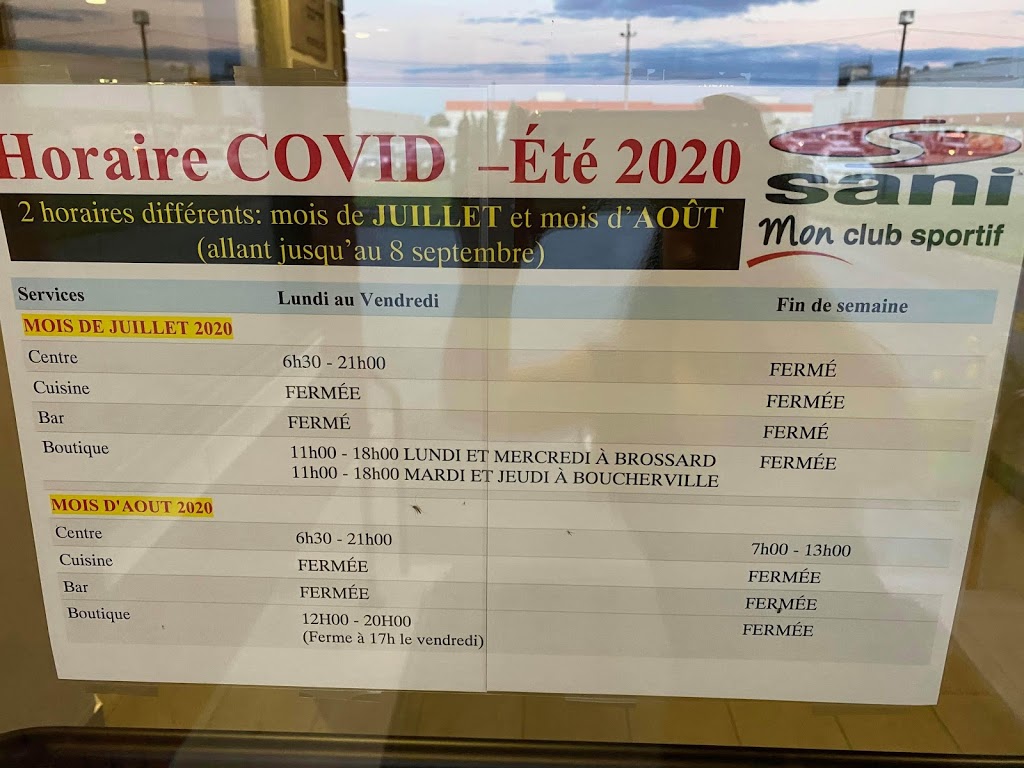 Horaire COVID –Été 2020
sani
Mon club sportif
2 horaires différents: mois de JUILLET et mois d'AOÛT
(allant jusqu'au 8 septembre)
Services Lundi au Vendredi Fin de semaine
MOIS DE JUILLET 2020
Centre 6h30 - 21h00 FERMÉ
Cuisine FERMÉE FERMÉE
Bar FERMÉ FERMÉ
Boutique 11h00 - 18h00 LUNDI ET MERCREDI À BROSSARD FERMÉE
11h00 - 18h00 MARDI ET JEUDI À BOUCHERVILLE
MOIS D'AOUT 2020
Centre 6h30 - 21h00 7h00 - 13h00
Cuisine FERMÉE FERMÉE
Bar FERMÉE FERMÉE
Boutique 12H00 - 20H00 FERMÉE
(Ferme à 17h le vendredi)